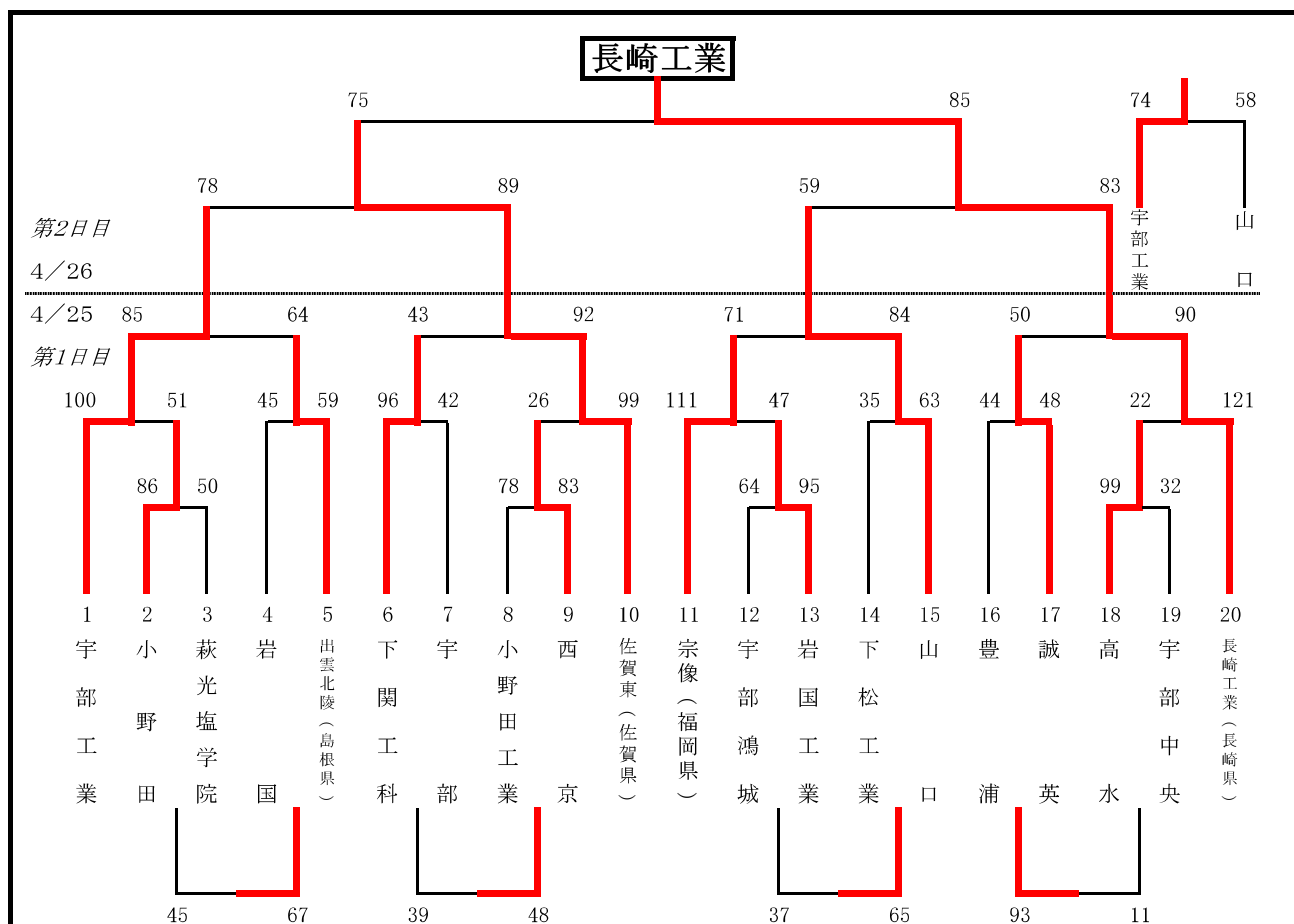 長崎工業
75 85 74 58
78 89 59 83
第2日目
宇部工業
山口
4/26
4/25
85 64 43 92 71 84 50 90
第1日目
100 51 45 59 96 42 26 99 111 47 35 63 44 48 22 121
86 50 78 83 64 95 99 32
1 2 3 4 5 6 7 8 9 10 11 12 13 14 15 16 17 18 19 20
宇部工業
小野田
萩光塩学院
岩国
出雲北陵(島根県)
下関工科
宇部
小野田工業
西京
佐賀東(佐賀県)
宗像(福岡県)
宇部鴻城
岩国工業
下松工業
山口
豊浦
誠英
高水
宇部中央
長崎工業(長崎県)
45 67 39 48 37 65 93 11